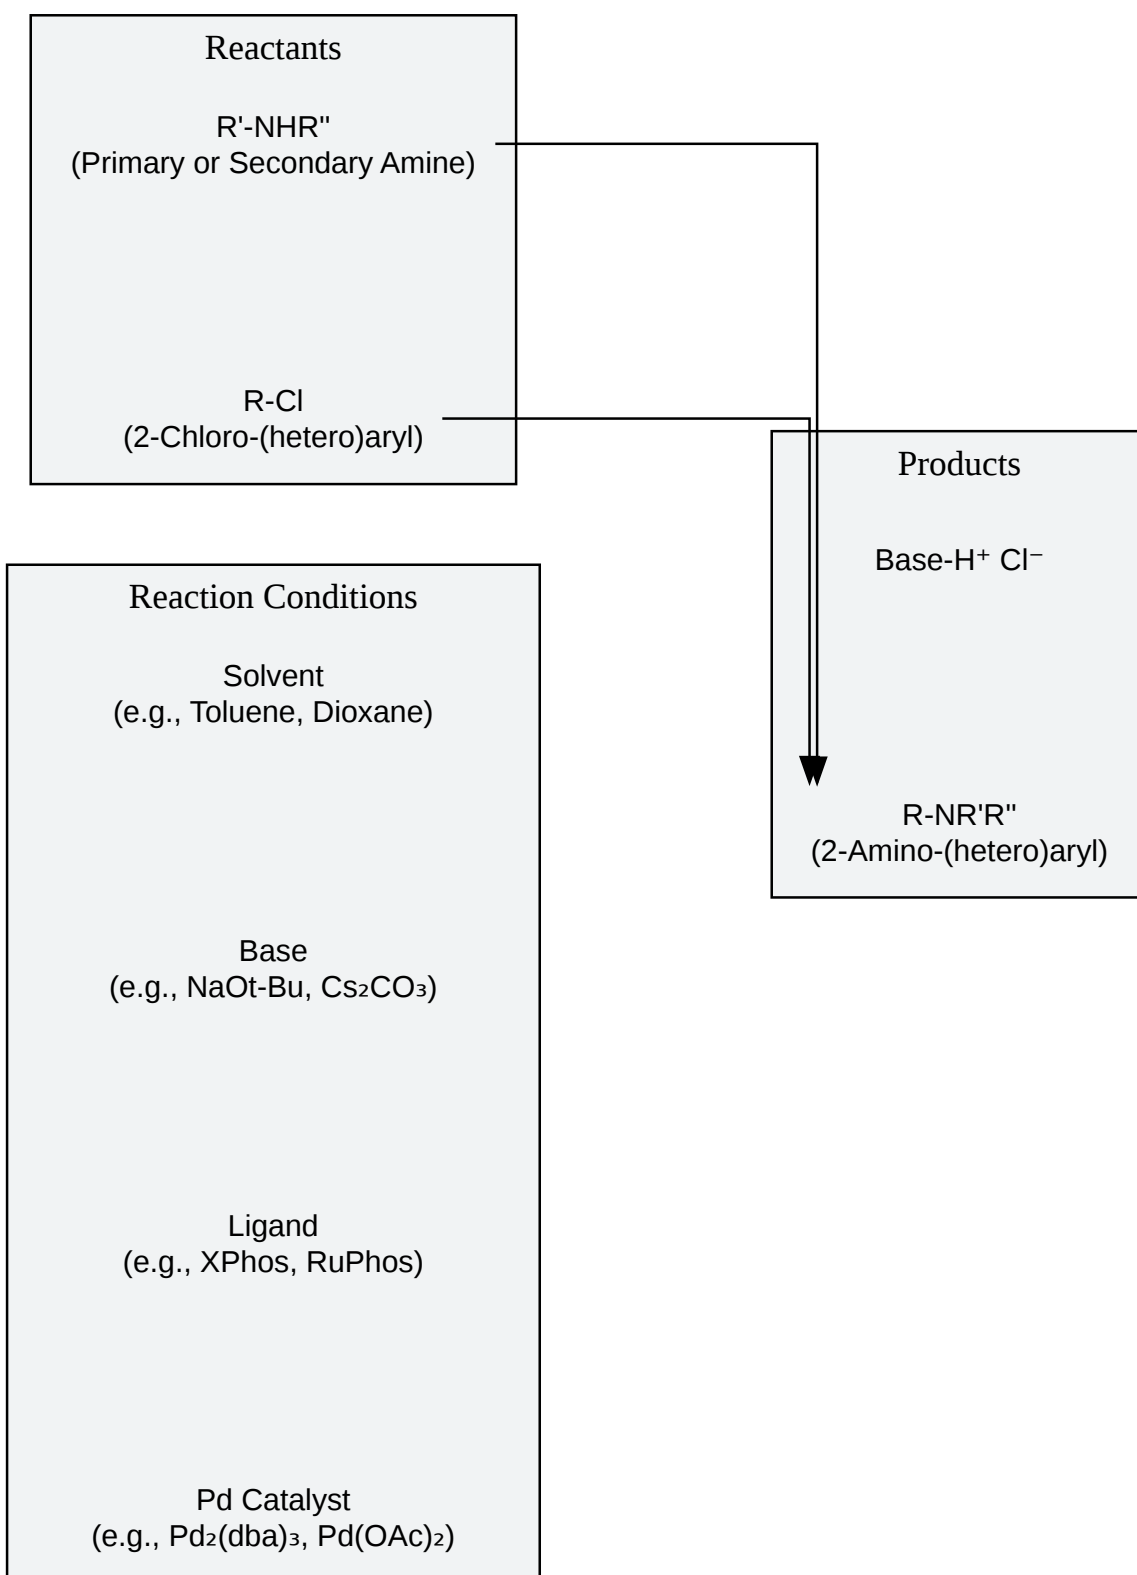 Reactants
R'-NHR"
(Primary or Secondary Amine)
R-Cl
(2-Chloro-(hetero)aryl)
Products
Base-H⁺ Cl⁻
R-NR'R"
(2-Amino-(hetero)aryl)
Reaction Conditions
Solvent
(e.g., Toluene, Dioxane)
Base
(e.g., NaOt-Bu, Cs₂CO₃)
Ligand
(e.g., XPhos, RuPhos)
Pd Catalyst
(e.g., Pd₂(dba)₃, Pd(OAc)₂)